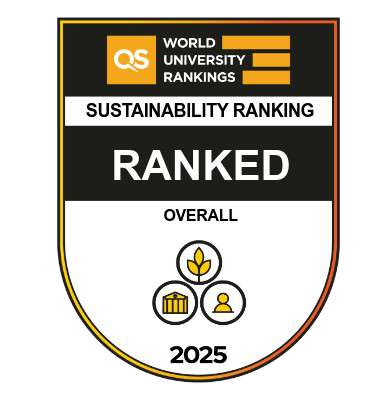 QS
WORLD
UNIVERSITY
RANKINGS
SUSTAINABILITY RANKING
RANKED
OVERALL
2025